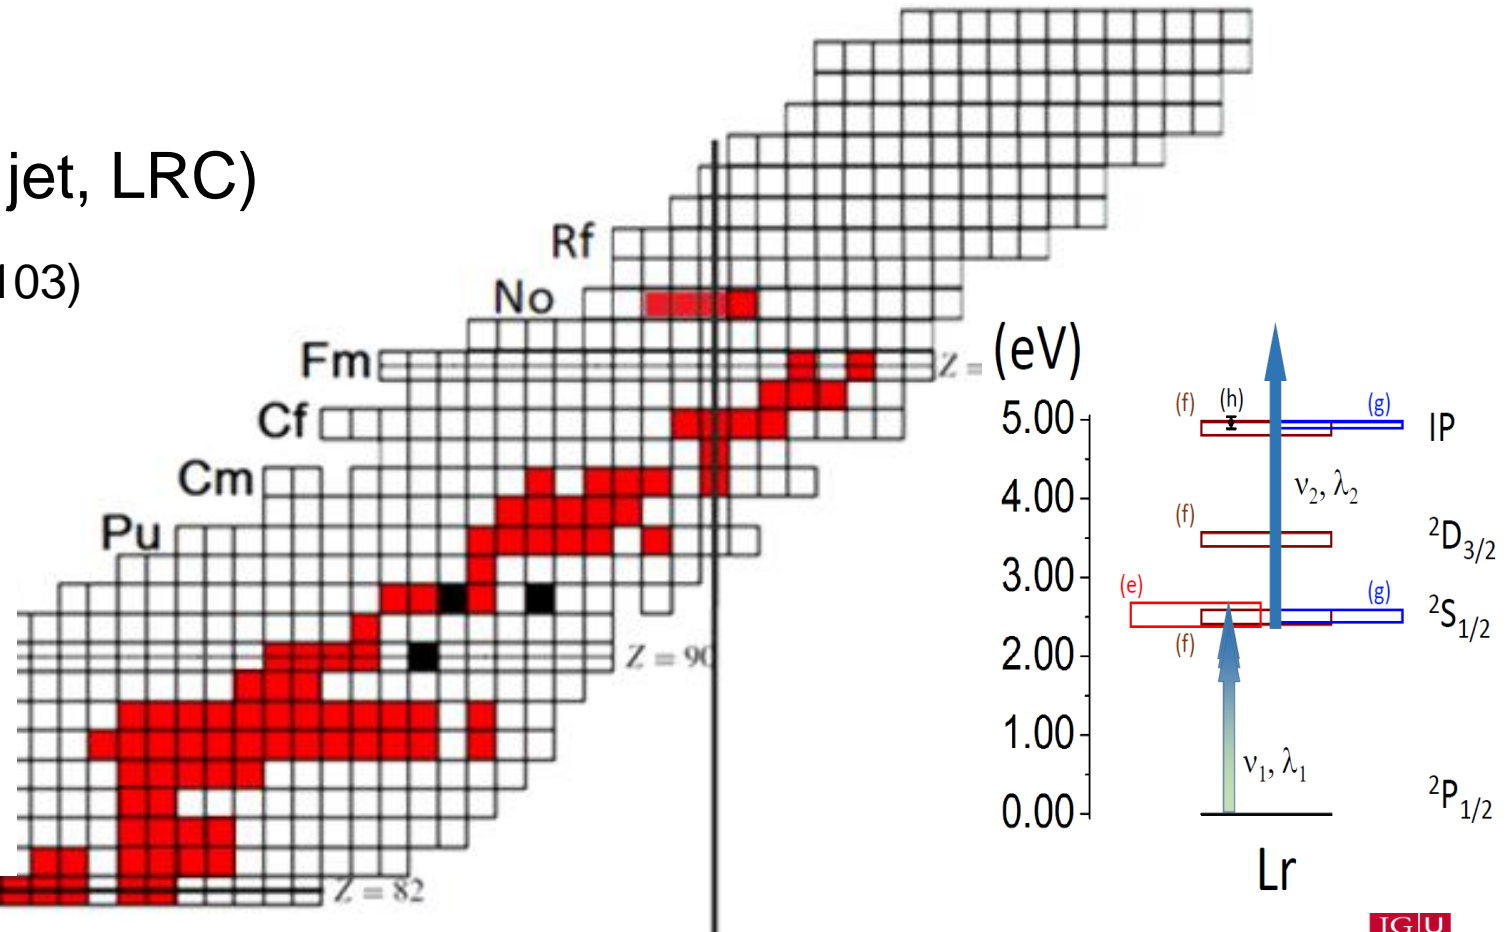 jet, LRC)
103)
Rf
No
Fm
Cf
Cm
Pu
Z =
Z = 90
Z = 82
(eV)
5.00
4.00
3.00
2.00
1.00
0.00
(f)
(h)
(g)
IP
ν₂, λ₂
(f)
²D₃/₂
(e)
(g)
²S₁/₂
(f)
ν₁, λ₁
²P₁/₂
Lr
JGU